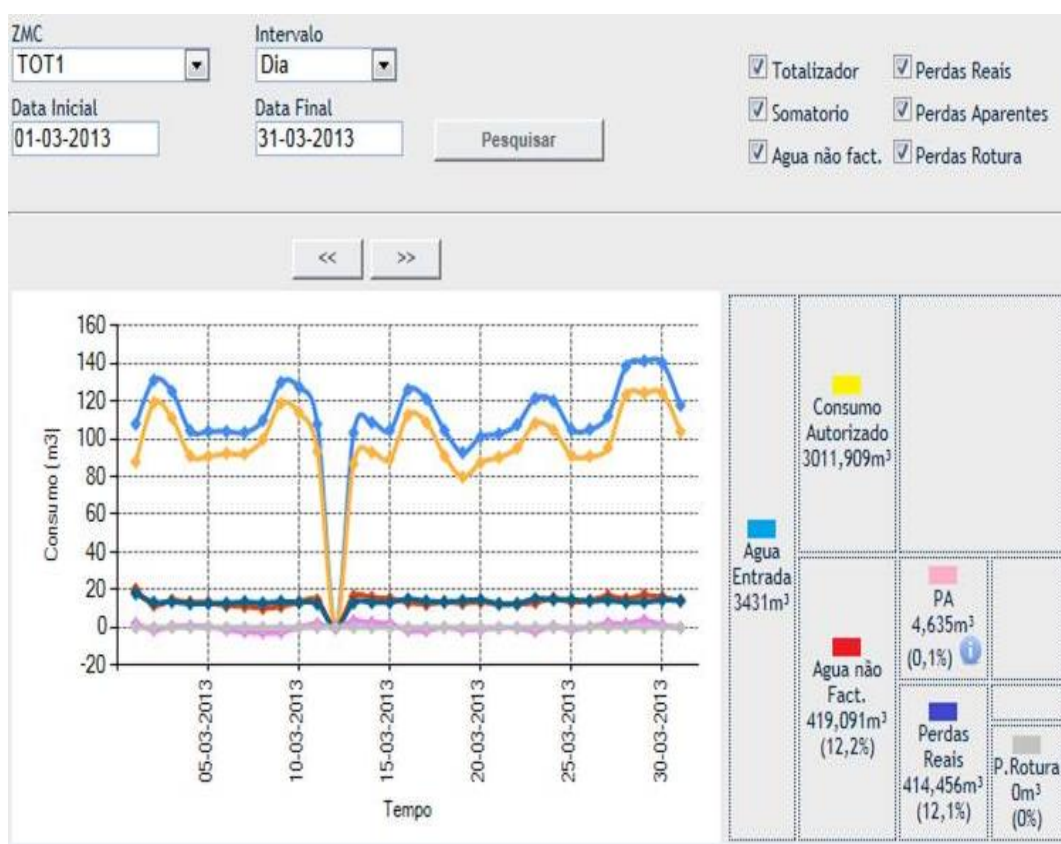 ZMC
TOT1
Intervalo
Dia
Data Inicial
01-03-2013
Data Final
31-03-2013
Pesquisar
Totalizador
Perdas Reais
Somatorio
Perdas Aparentes
Agua não fact.
Perdas Rotura
<<
>>
160
140
120
100
80
60
40
20
0
-20
Consumo (m3)
05-03-2013
10-03-2013
15-03-2013
20-03-2013
25-03-2013
30-03-2013
Tempo
Agua
Entrada
3431m³
Consumo
Autorizado
3011,909m³
Agua não
Fact.
419,091m³
(12,2%)
PA
4,635m³
(0,1%)
i
Perdas
Reais
414,456m³
(12,1%)
P.Rotura
0m³
(0%)